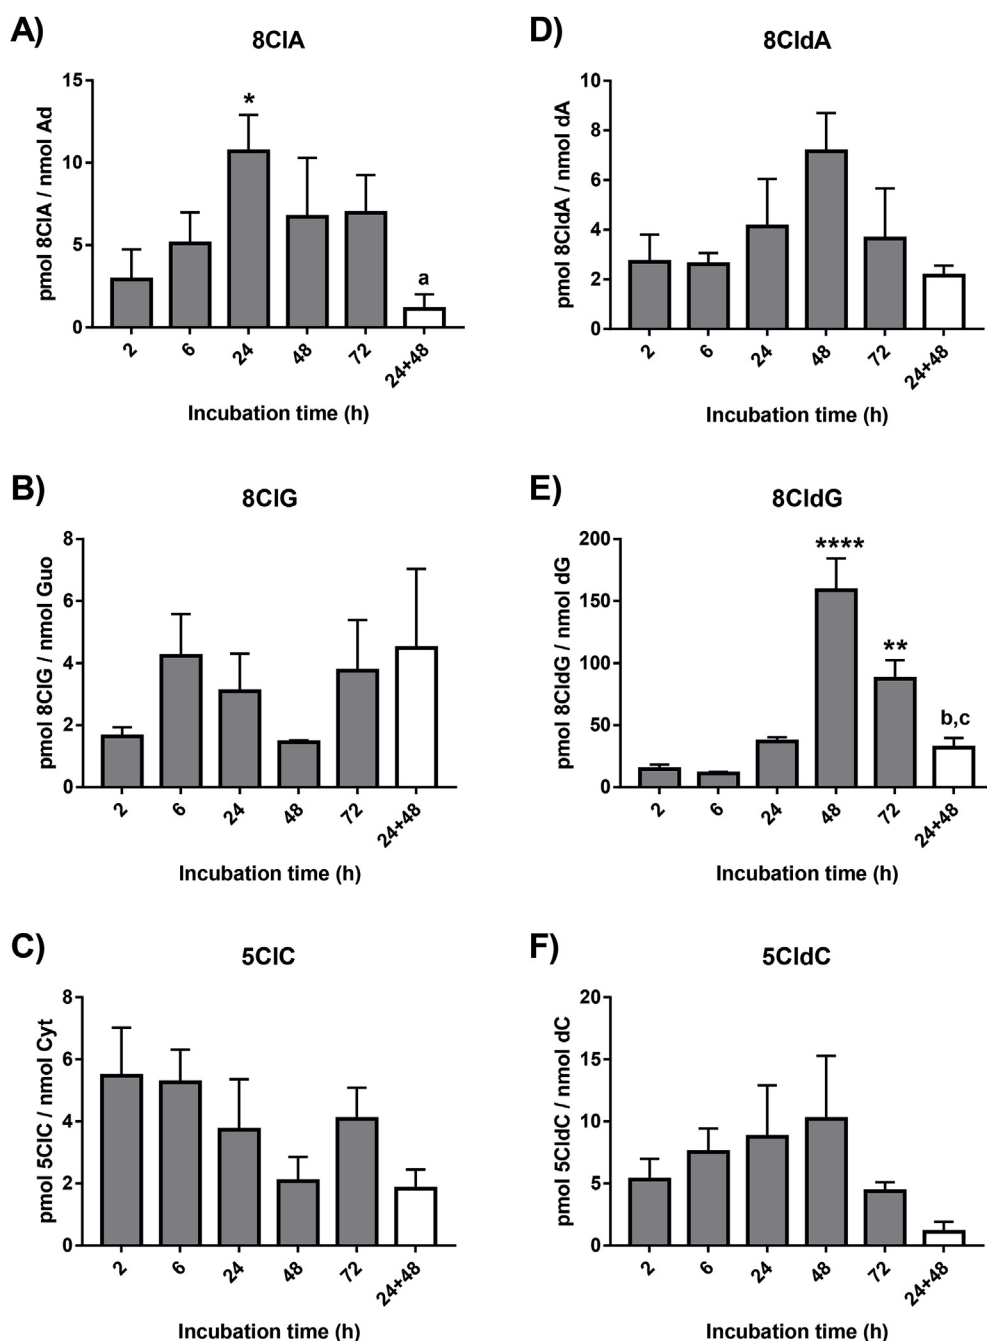 A)
8ClA
pmol 8ClA / nmol Ad
15
10
5
0
*
a
2
6
24
48
72
24+48
Incubation time (h)
D)
8CldA
pmol 8CldA / nmol dA
10
8
6
4
2
0
2
6
24
48
72
24+48
Incubation time (h)
B)
8ClG
pmol 8ClG / nmol Guo
8
6
4
2
0
2
6
24
48
72
24+48
Incubation time (h)
E)
8CldG
pmol 8CldG / nmol dG
200
150
100
50
0
****
**
b,c
2
6
24
48
72
24+48
Incubation time (h)
C)
5ClC
pmol 5ClC / nmol Cyt
8
6
4
2
0
2
6
24
48
72
24+48
Incubation time (h)
F)
5CldC
pmol 5CldC / nmol dC
20
15
10
5
0
2
6
24
48
72
24+48
Incubation time (h)